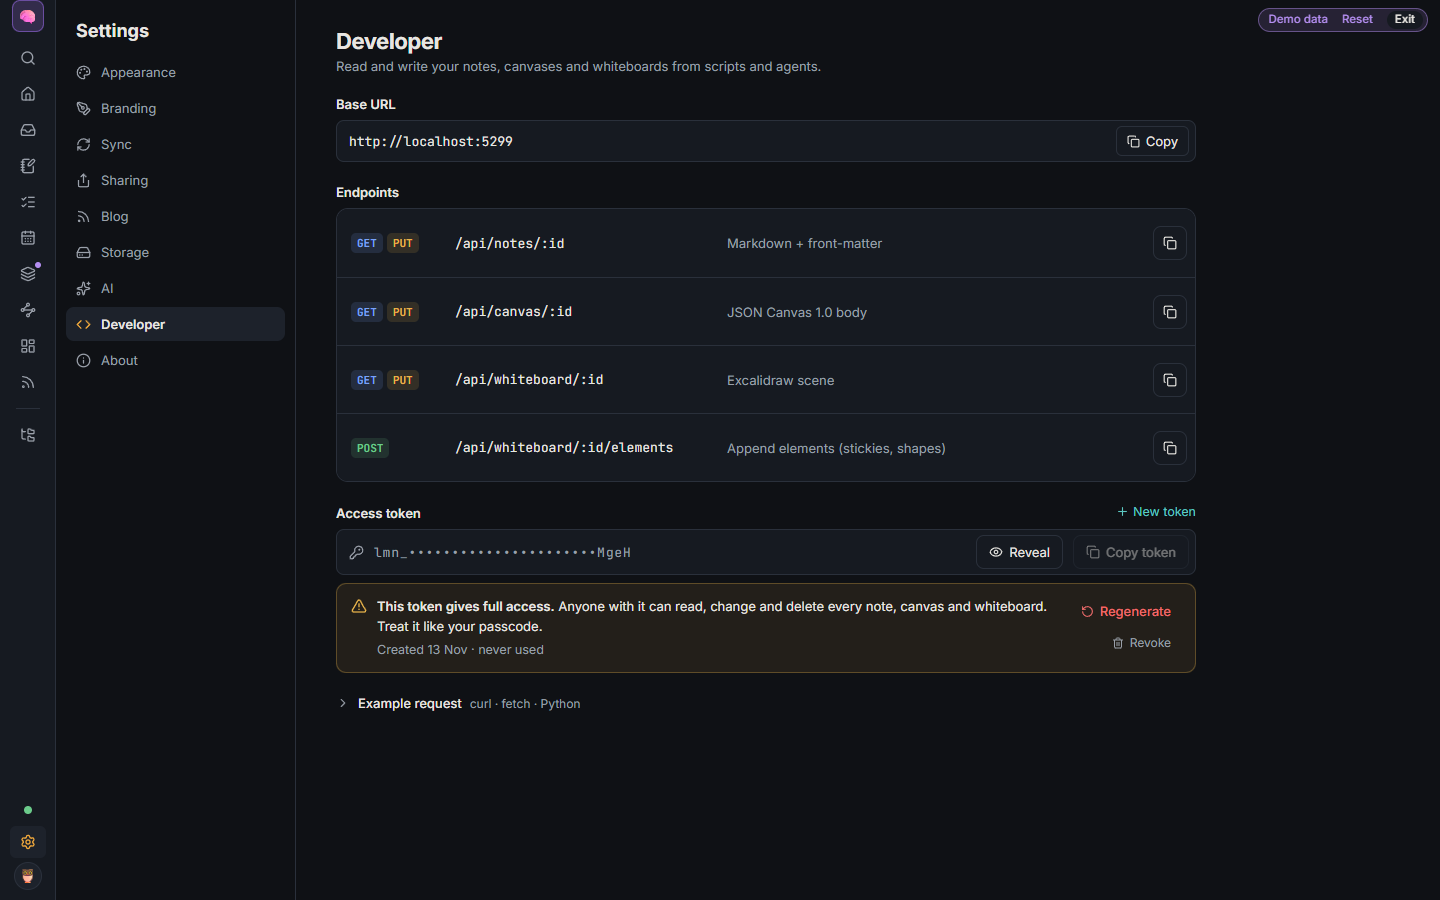 Settings
Appearance
Branding
Sync
Sharing
Blog
Storage
AI
Developer
About
Demo data Reset Exit
Developer
Read and write your notes, canvases and whiteboards from scripts and agents.
Base URL
http://localhost:5299 Copy
Endpoints
GET PUT /api/notes/:id Markdown + front-matter
GET PUT /api/canvas/:id JSON Canvas 1.0 body
GET PUT /api/whiteboard/:id Excalidraw scene
POST /api/whiteboard/:id/elements Append elements (stickies, shapes)
Access token + New token
lmn_••••••••••••••••••••••MgeH Reveal Copy token
This token gives full access. Anyone with it can read, change and delete every note, canvas and whiteboard. Regenerate
Treat it like your passcode.
Created 13 Nov · never used Revoke
Example request curl · fetch · Python